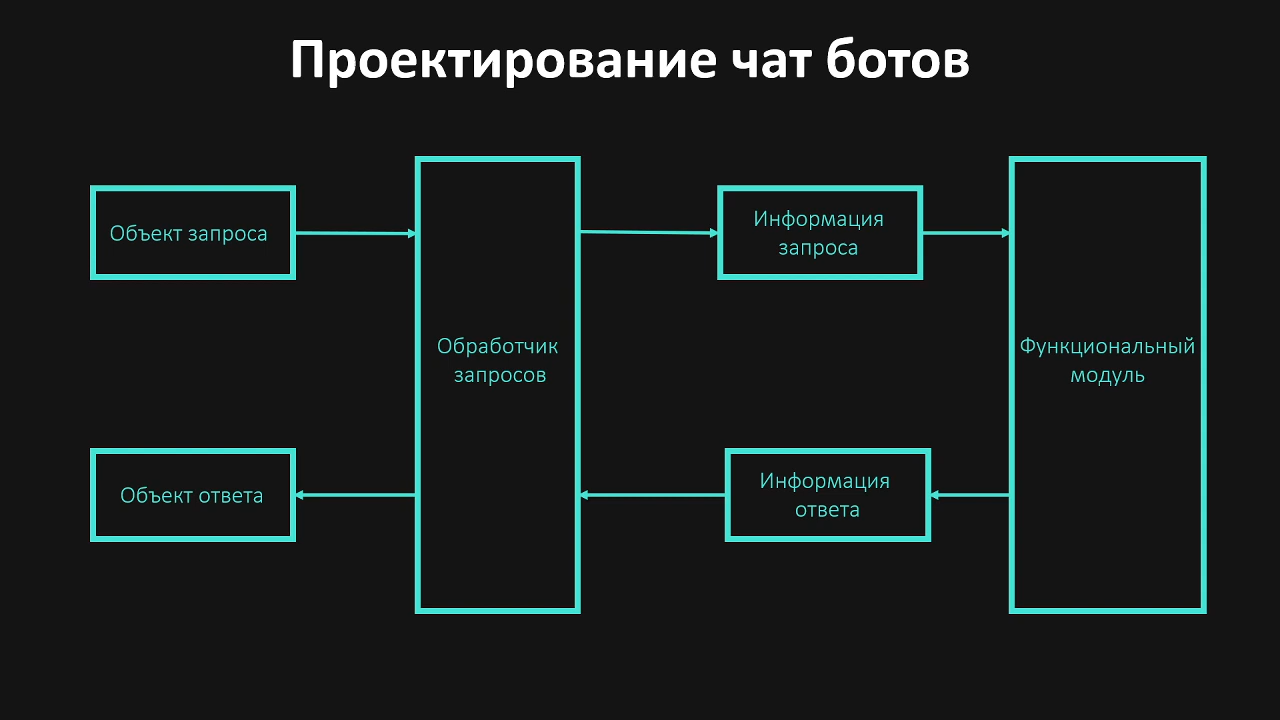 Проектирование чат ботов
Объект запроса
Информация
запроса
Обработчик
запросов
Функциональный
модуль
Объект ответа
Информация
ответа